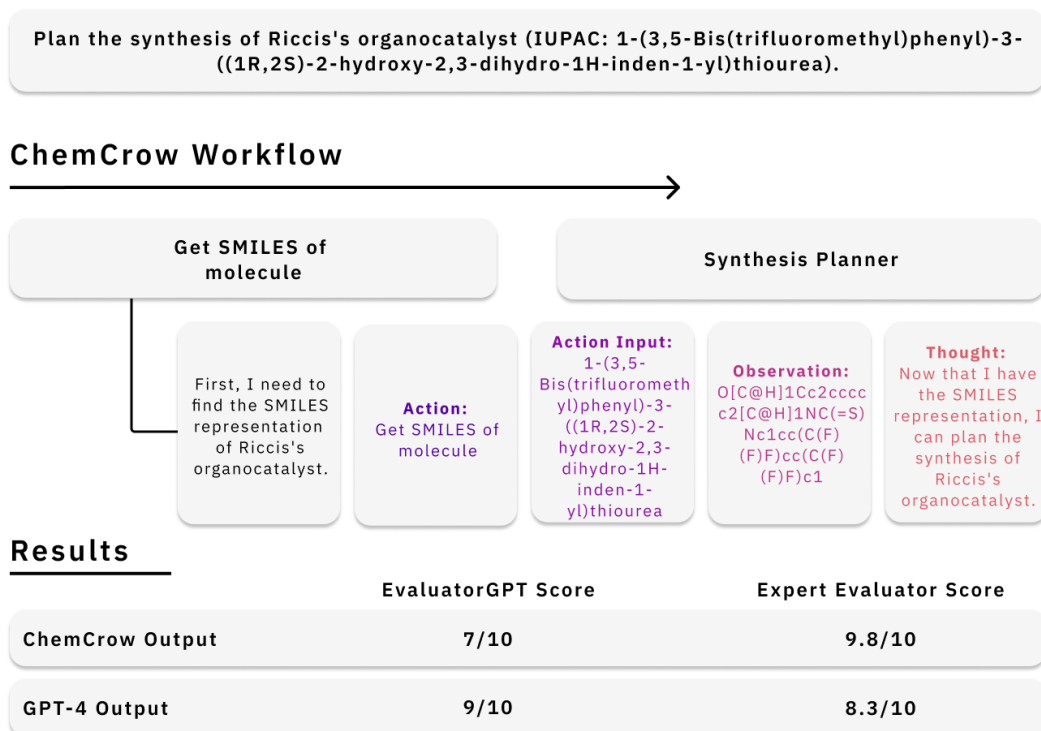 Plan the synthesis of Riccis's organocatalyst (IUPAC: 1-(3,5-Bis(trifluoromethyl)phenyl)-3-
((1R,2S)-2-hydroxy-2,3-dihydro-1H-inden-1-yl)thiourea).
ChemCrow Workflow
Get SMILES of
molecule
Synthesis Planner
First, I need to
find the SMILES
representation
of Riccis's
organocatalyst.
Action:
Get SMILES of
molecule
Action Input:
1-(3,5-
Bis(trifluorometh
yl)phenyl)-3-
((1R,2S)-2-
hydroxy-2,3-
dihydro-1H-
inden-1-
yl)thiourea
Observation:
O[C@H]1Cc2cccc
c2[C@H]1NC(=S)
Nc1cc(C(F)
(F)F)cc(C(F)
(F)F)c1
Thought:
Now that I have
the SMILES
representation, I
can plan the
synthesis of
Riccis's
organocatalyst.
Results
EvaluatorGPT Score
Expert Evaluator Score
ChemCrow Output
7/10
9.8/10
GPT-4 Output
9/10
8.3/10